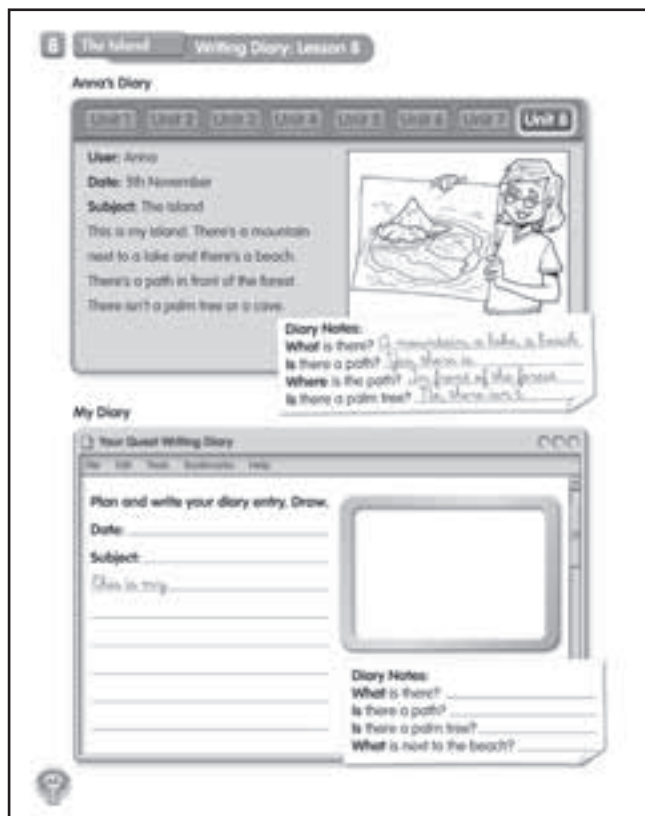 8 The Island Writing Diary: Lesson 8
Anna's Diary
Unit 1 Unit 2 Unit 3 Unit 4 Unit 5 Unit 6 Unit 7 Unit 8
User: Anna
Date: 5th November
Subject: The Island
This is my island. There's a mountain
next to a lake and there's a beach.
There's a path in front of the forest.
There isn't a palm tree or a cave.
Diary Notes:
What is there? A mountain, a lake, a beach
Is there a path? Yes, there is
Where is the path? In front of the forest
Is there a palm tree? No, there isn't
My Diary
Your Quest Writing Diary
File Edit Tools Bookmarks Help
Plan and write your diary entry. Draw.
Date:
Subject:
This is my
Diary Notes:
What is there?
Is there a path?
Is there a palm tree?
What is next to the beach?